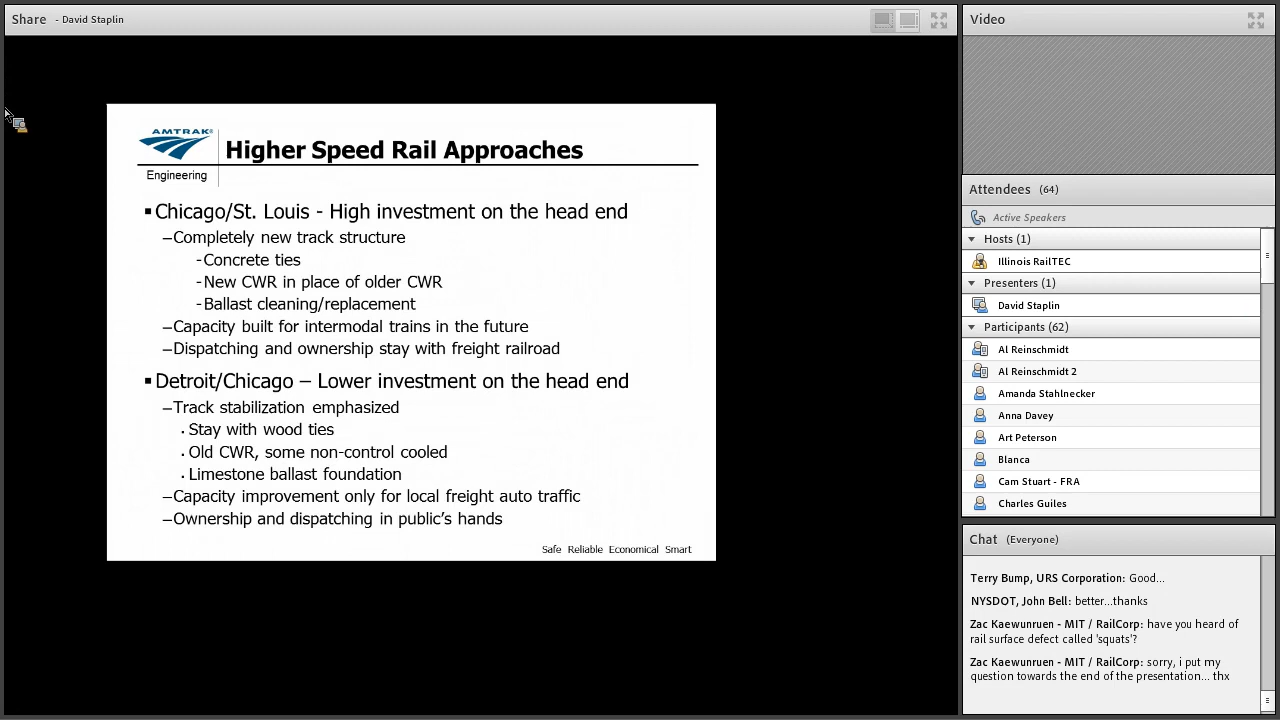 Share - David Staplin
AMTRAK®
Engineering
Higher Speed Rail Approaches
▪Chicago/St. Louis - High investment on the head end
–Completely new track structure
-Concrete ties
-New CWR in place of older CWR
-Ballast cleaning/replacement
–Capacity built for intermodal trains in the future
–Dispatching and ownership stay with freight railroad
▪Detroit/Chicago – Lower investment on the head end
–Track stabilization emphasized
. Stay with wood ties
. Old CWR, some non-control cooled
. Limestone ballast foundation
–Capacity improvement only for local freight auto traffic
–Ownership and dispatching in public's hands
Safe Reliable Economical Smart
Video
Attendees (64)
Active Speakers
Hosts (1)
Illinois RailTEC
Presenters (1)
David Staplin
Participants (62)
Al Reinschmidt
Al Reinschmidt 2
Amanda Stahlnecker
Anna Davey
Art Peterson
Blanca
Cam Stuart - FRA
Charles Guiles
Chat (Everyone)
Terry Bump, URS Corporation: Good...
NYSDOT, John Bell: better...thanks
Zac Kaewunruen - MIT / RailCorp: have you heard of
rail surface defect called 'squats'?
Zac Kaewunruen - MIT / RailCorp: sorry, i put my
question towards the end of the presentation... thx